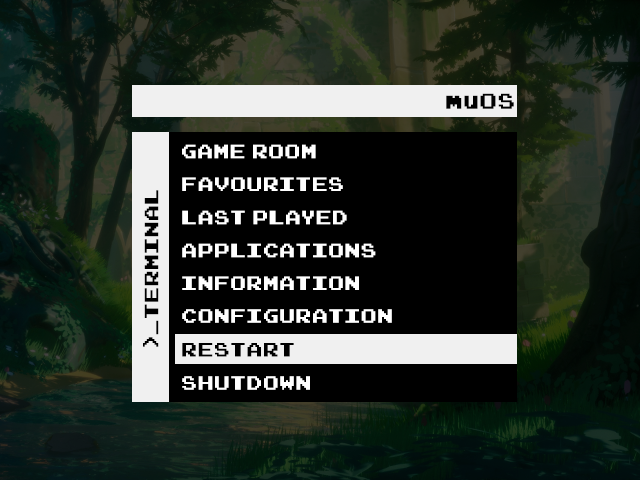 muOS
>_TERMINAL
GAME ROOM
FAVOURITES
LAST PLAYED
APPLICATIONS
INFORMATION
CONFIGURATION
RESTART
SHUTDOWN